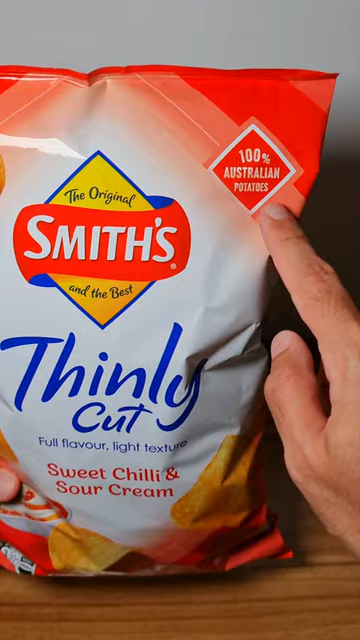 100%
AUSTRALIAN
POTATOES
The Original
SMITH'S
®
and the Best
Thinly
Cut
Full flavour, light texture
Sweet Chilli &
Sour Cream